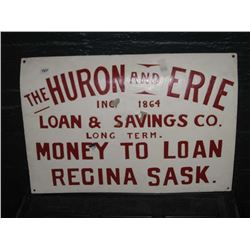 THE HURON AND ERIE
INC 1864
LOAN & SAVINGS CO.
LONG TERM.
MONEY TO LOAN
REGINA SASK.